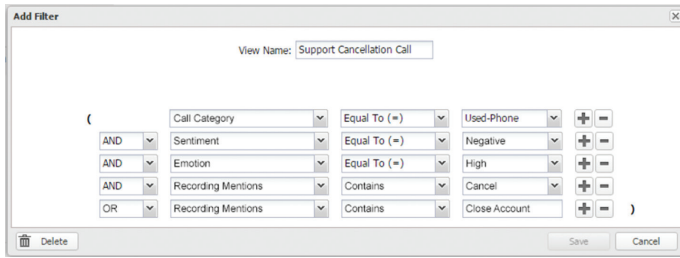 Add Filter
View Name: Support Cancellation Call
( Call Category Equal To (=) Used-Phone
AND Sentiment Equal To (=) Negative
AND Emotion Equal To (=) High
AND Recording Mentions Contains Cancel
OR Recording Mentions Contains Close Account )
Delete Save Cancel